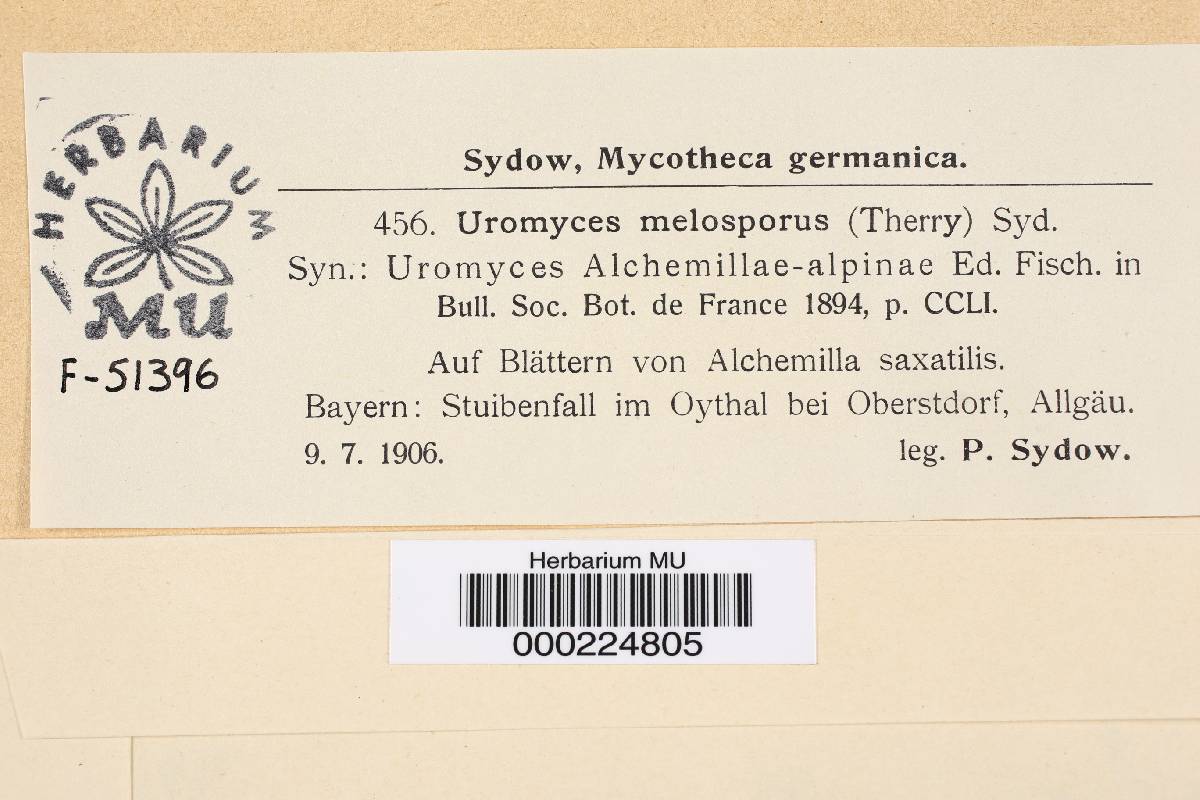 HERBARIUM
MU
F-51396
Sydow, Mycotheca germanica.
456. Uromyces melosporus (Therry) Syd.
Syn.: Uromyces Alchemillae-alpinae Ed. Fisch. in
Bull. Soc. Bot. de France 1894, p. CCLI.
Auf Blättern von Alchemilla saxatilis.
Bayern: Stuibenfall im Oythal bei Oberstdorf, Allgäu.
9. 7. 1906. leg. P. Sydow.
Herbarium MU
000224805